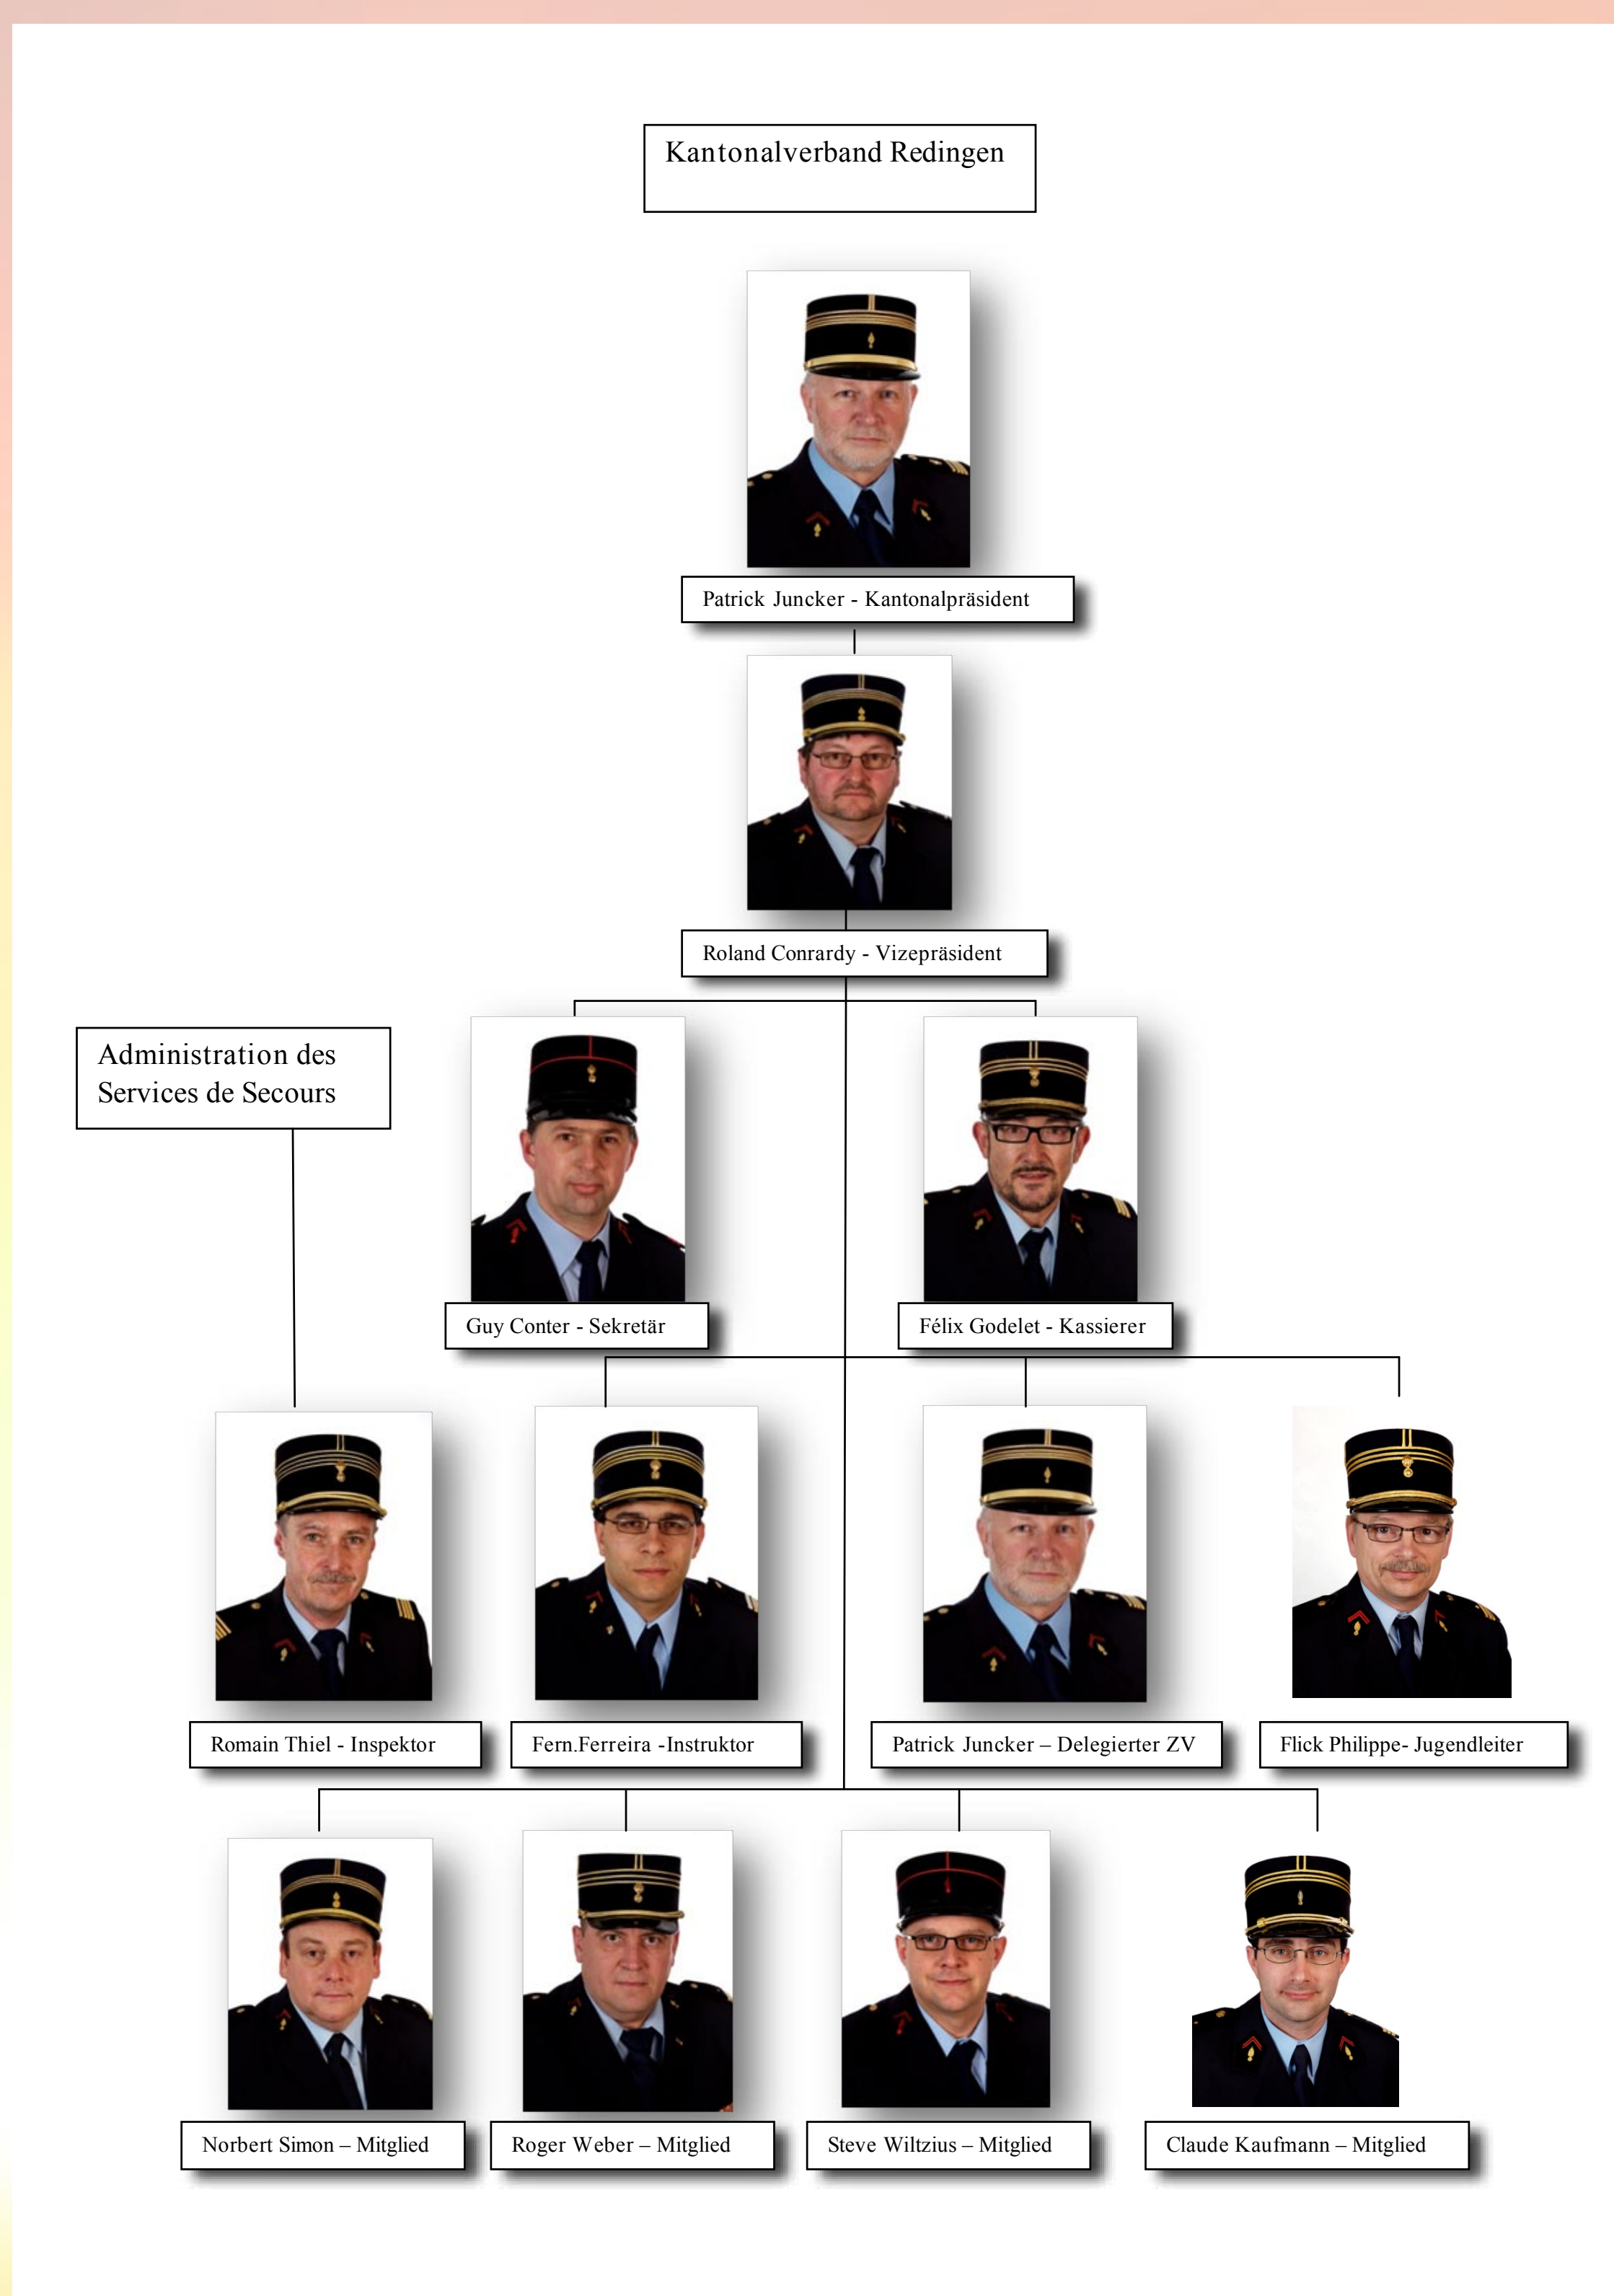 Kantonalverband Redingen
Patrick Juncker - Kantonalpräsident
Roland Conrardy - Vizepräsident
Administration des
Services de Secours
Guy Conter - Sekretär
Félix Godelet - Kassierer
Romain Thiel - Inspektor
Fern.Ferreira -Instruktor
Patrick Juncker – Delegierter ZV
Flick Philippe- Jugendleiter
Norbert Simon – Mitglied
Roger Weber – Mitglied
Steve Wiltzius – Mitglied
Claude Kaufmann – Mitglied